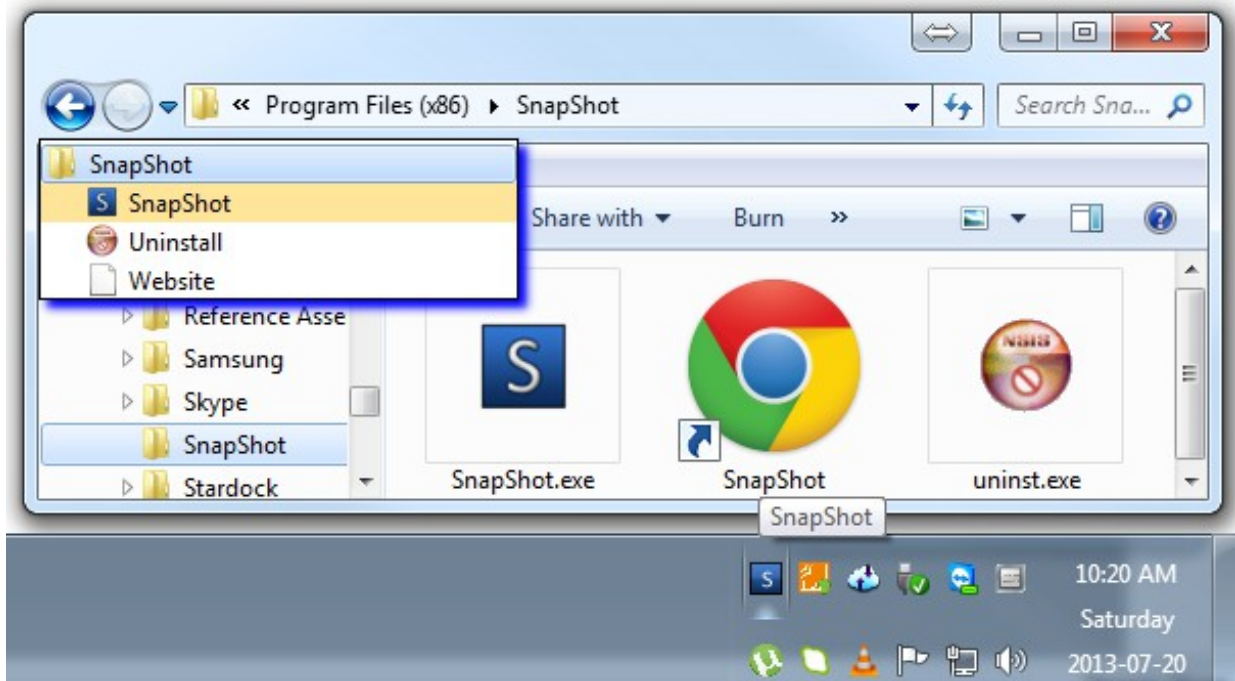 « Program Files (x86) SnapShot
Search Sna...
SnapShot
S SnapShot
Uninstall
Website
Share with Burn »
Reference Asse
Samsung
Skype
SnapShot
Stardock
S
NSIS
SnapShot.exe SnapShot uninst.exe
SnapShot
S
10:20 AM
Saturday
2013-07-20